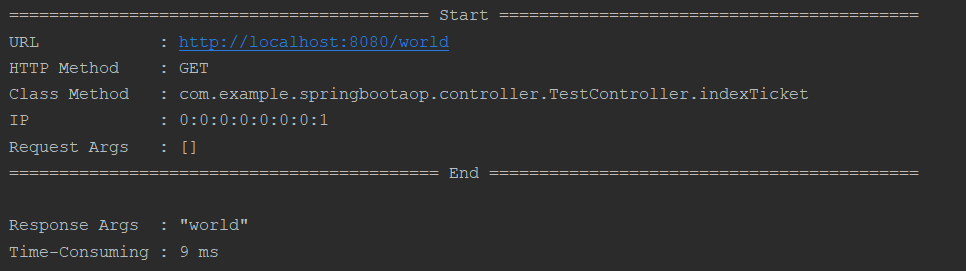 ========================================== Start ==========================================
URL            : http://localhost:8080/world
HTTP Method    : GET
Class Method   : com.example.springbootaop.controller.TestController.indexTicket
IP             : 0:0:0:0:0:0:0:1
Request Args   : []
=========================================== End ===========================================
Response Args  : "world"
Time-Consuming : 9 ms